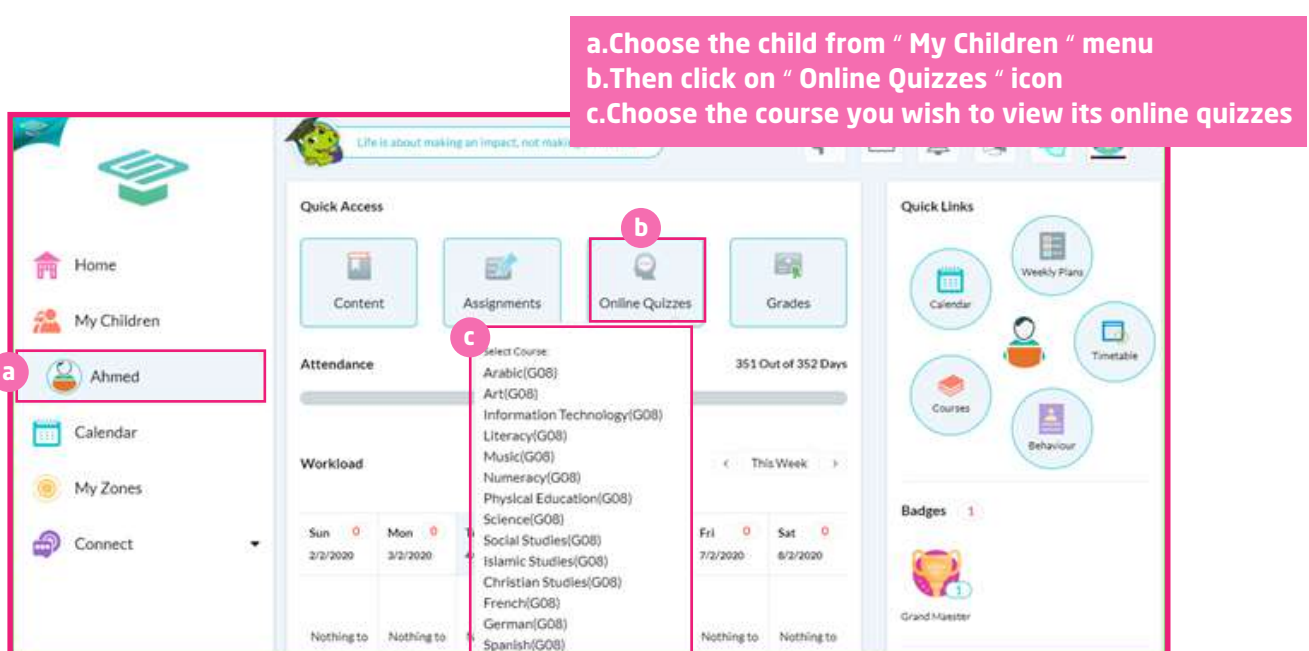 a.Choose the child from “ My Children “ menu
b.Then click on “ Online Quizzes “ icon
c.Choose the course you wish to view its online quizzes
Life is about making an impact, not
Home
My Children
a
Ahmed
Calendar
My Zones
Connect
Quick Access
b
Content
Assignments
Online Quizzes
Grades
c
Select Course:
Arabic(G08)
Art(G08)
Information Technology(G08)
Literacy(G08)
Music(G08)
Numeracy(G08)
Physical Education(G08)
Science(G08)
Social Studies(G08)
Islamic Studies(G08)
Christian Studies(G08)
French(G08)
German(G08)
Spanish(G08)
Attendance
351 Out of 352 Days
Workload
< This Week >
Sun 0 Mon 0 Fri 0 Sat 0
2/2/2020 3/2/2020 7/2/2020 8/2/2020
Nothing to Nothing to Nothing to Nothing to
Quick Links
Weekly Plans
Calendar
Timetable
Courses
Behaviour
Badges 1
1
Grand Maester